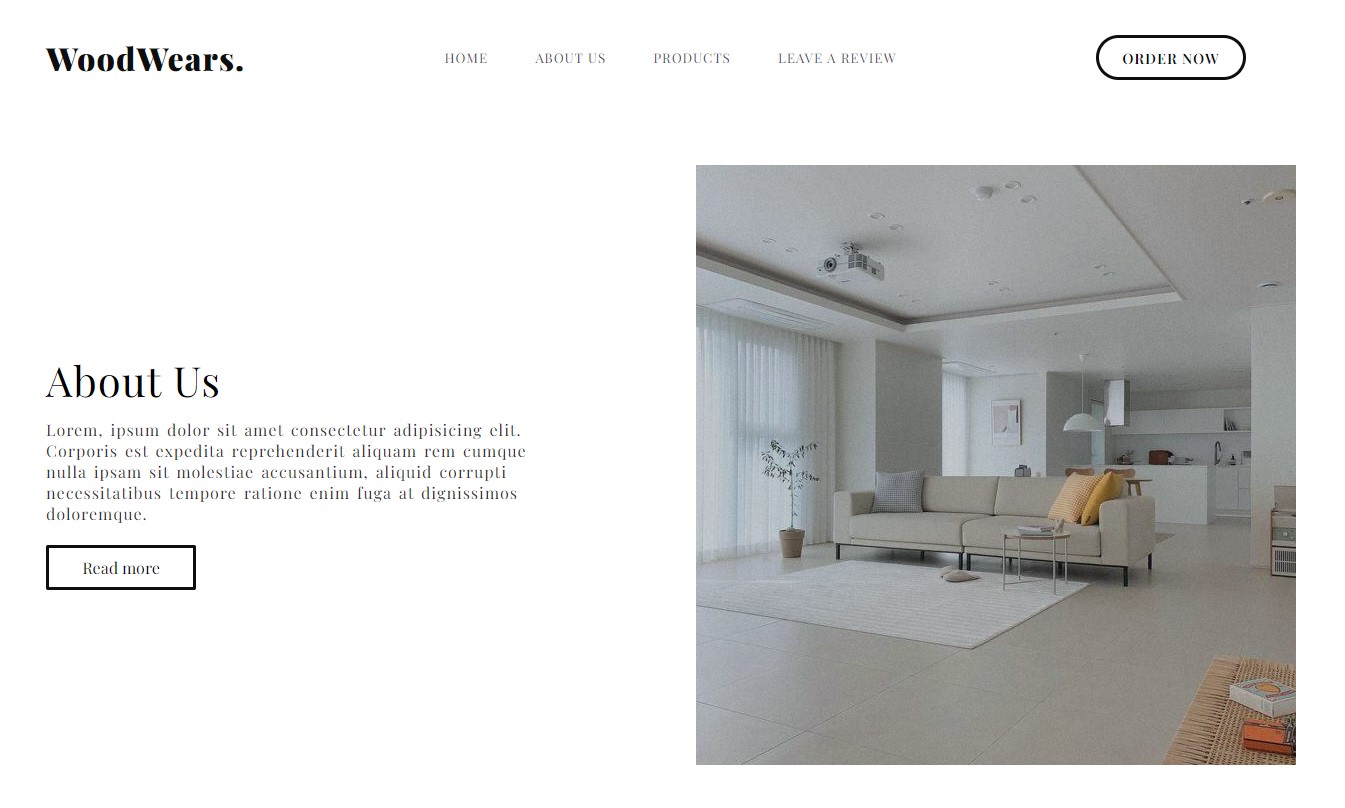 WoodWears.
HOME ABOUT US PRODUCTS LEAVE A REVIEW ORDER NOW
About Us
Lorem, ipsum dolor sit amet consectetur adipisicing elit.
Corporis est expedita reprehenderit aliquam rem cumque
nulla ipsam sit molestiae accusantium, aliquid corrupti
necessitatibus tempore ratione enim fuga at dignissimos
doloremque.
Read more